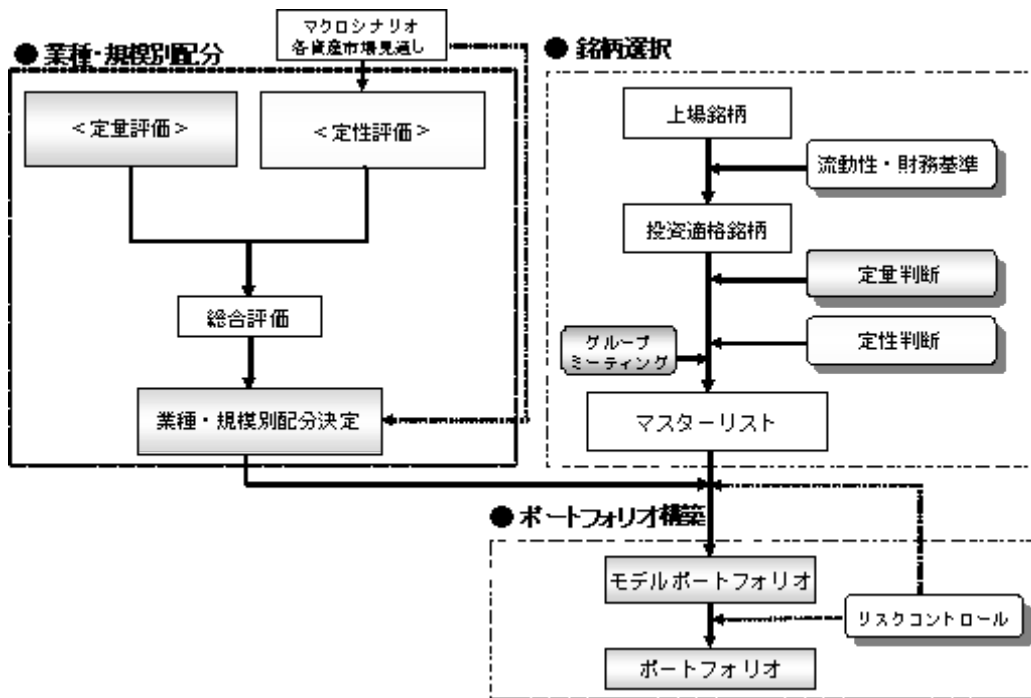 マクロシナリオ
各資産市場見通し
● 業種・規模別配分
＜定量評価＞
＜定性評価＞
総合評価
業種・規模別配分決定
● 銘柄選択
上場銘柄
流動性・財務基準
投資適格銘柄
定量判断
定性判断
グループ
ミーティング
マスターリスト
● ポートフォリオ構築
モデルポートフォリオ
リスクコントロール
ポートフォリオ